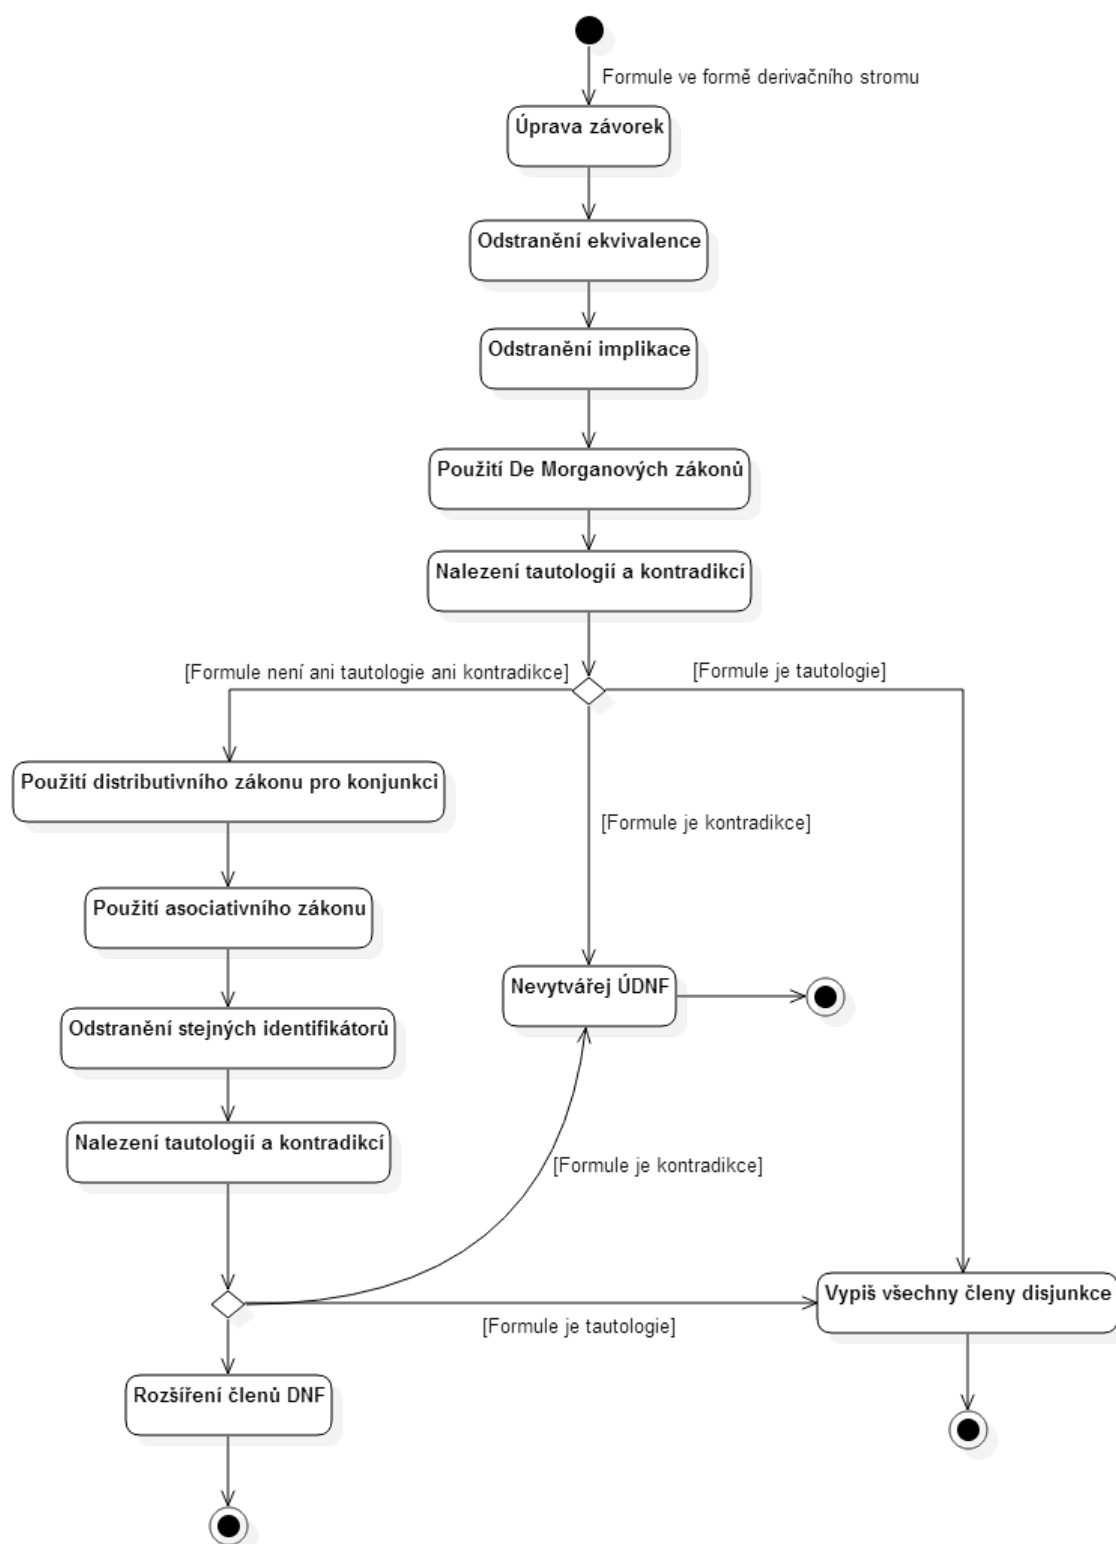 Formule ve formě derivačního stromu
Úprava závorek
Odstranění ekvivalence
Odstranění implikace
Použití De Morganových zákonů
Nalezení tautologií a kontradikcí
[Formule není ani tautologie ani kontradikce]
[Formule je tautologie]
Použití distributivního zákonu pro konjunkci
[Formule je kontradikce]
Použití asociativního zákonu
Nevytvářej ÚDNF
Odstranění stejných identifikátorů
Nalezení tautologií a kontradikcí
[Formule je kontradikce]
Vypiš všechny členy disjunkce
[Formule je tautologie]
Rozšíření členů DNF